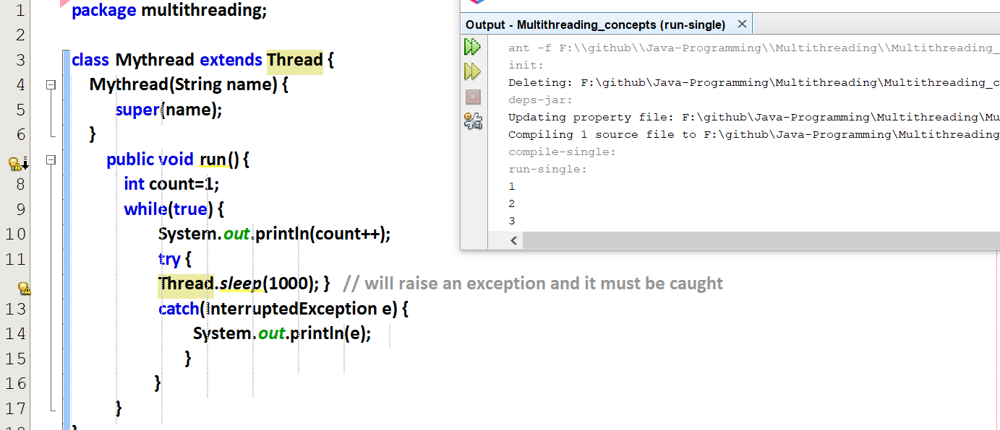 1 package multithreading;
2
3 class Mythread extends Thread {
4 Mythread(String name) {
5 super(name);
6 }
public void run() {
8 int count=1;
9 while(true) {
10 System.out.println(count++);
11 try {
Thread.sleep(1000); } // will raise an exception and it must be caught
13 catch(InterruptedException e) {
14 System.out.println(e);
15 }
16 }
17 }
}
Output - Multithreading_concepts (run-single)
ant -f F:\\github\\Java-Programming\\Multithreading\\Multithreading_
init:
Deleting: F:\github\Java-Programming\Multithreading\Multithreading_c
deps-jar:
Updating property file: F:\github\Java-Programming\Multithreading\Mu
Compiling 1 source file to F:\github\Java-Programming\Multithreading
compile-single:
run-single:
1
2
3